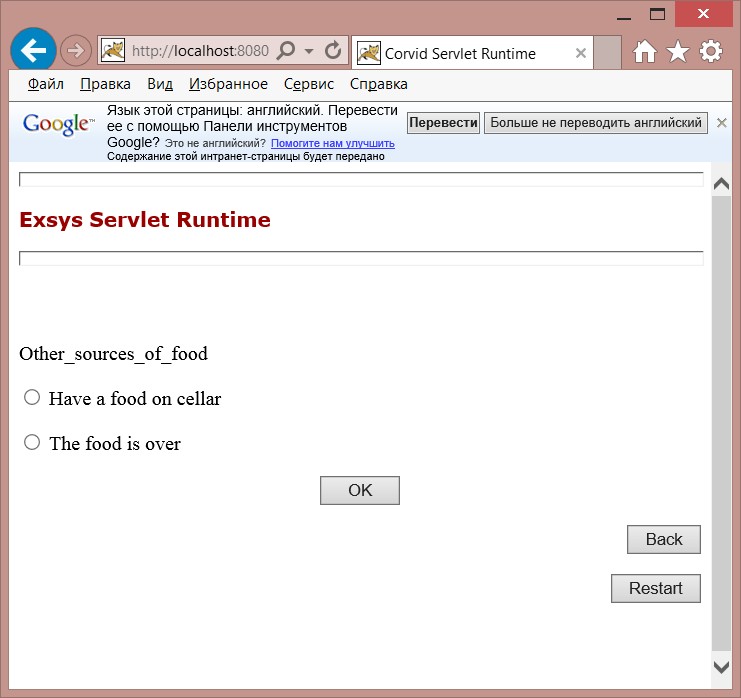 http://localhost:8080
Corvid Servlet Runtime
Файл Правка Вид Избранное Сервис Справка
Google™
Язык этой страницы: английский. Перевести
ее с помощью Панели инструментов
Google? Это не английский? Помогите нам улучшить
Содержание этой интранет-страницы будет передано
Перевести
Больше не переводить английский
Exsys Servlet Runtime
Other_sources_of_food
Have a food on cellar
The food is over
OK
Back
Restart